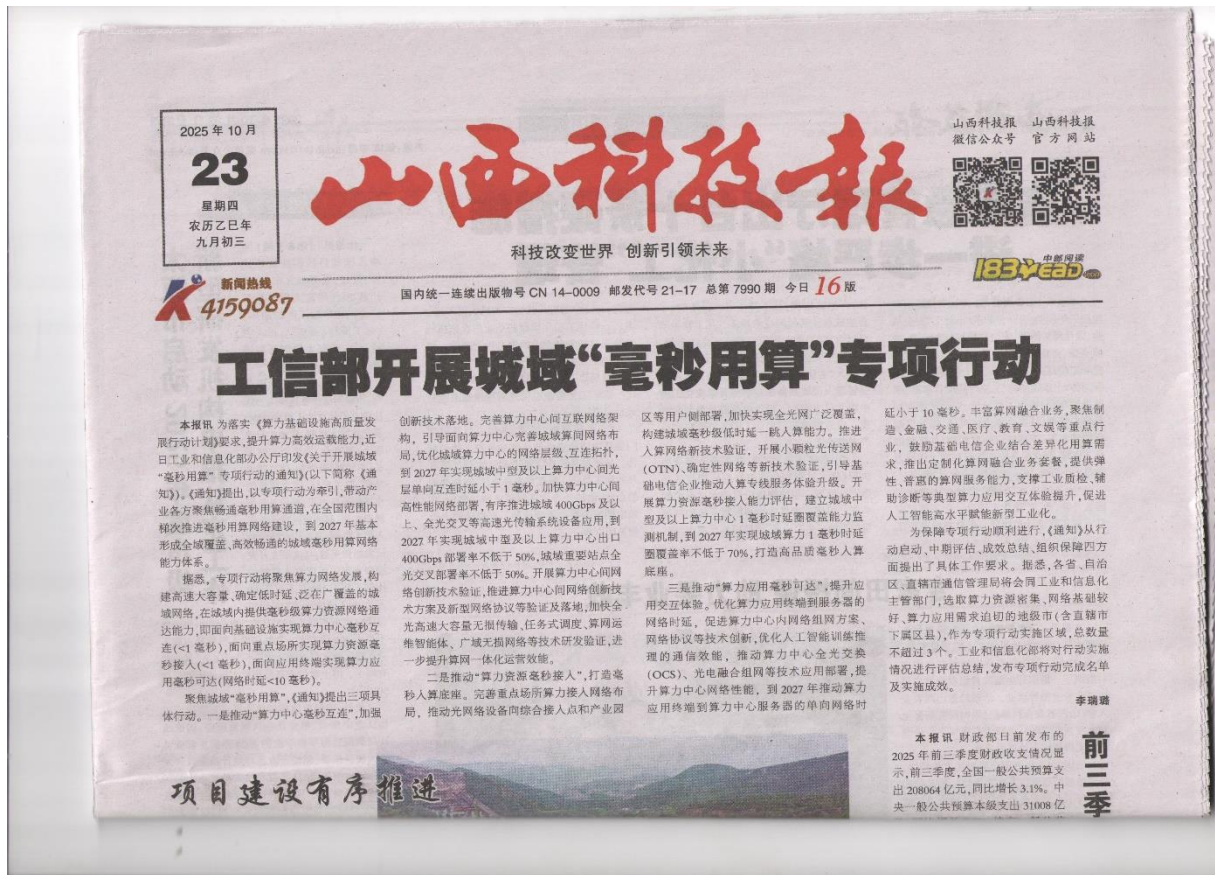 2025年10月
23
星期四
农历乙巳年
九月初三
新闻热线
4159087
山西科技報
科技改变世界 创新引领未来
国内统一连续出版物号 CN 14-0009 邮发代号 21-17 总第 7990 期 今日16版
山西科技报
微信公众号
山西科技报
官方网站
中邮阅读
183 READ
工信部开展城域“毫秒用算”专项行动
本报讯 为落实《算力基础设施高质量发
展行动计划》要求,提升算力高效运载能力,近
日工业和信息化部办公厅印发《关于开展城域
“毫秒用算”专项行动的通知》(以下简称《通
知》)。《通知》提出,以专项行动为牵引,带动产
业各方聚焦畅通毫秒用算通道,在全国范围内
梯次推进毫秒用算网络建设，到2027年基本
形成全域覆盖、高效畅通的城域毫秒用算网络
能力体系。
据悉，专项行动将聚焦算力网络发展,构
建高速大容量、确定低时延、泛在广覆盖的城
域网络,在城域内提供毫秒级算力资源网络通
达能力,即面向基础设施实现算力中心毫秒互
连(<1毫秒),面向重点场所实现算力资源毫
秒接入(<1毫秒),面向应用终端实现算力应
用毫秒可达(网络时延<10毫秒)。
聚焦城域“毫秒用算”,《通知》提出三项具
体行动。一是推动“算力中心毫秒互连”,加强
创新技术落地。完善算力中心间互联网络架
构，引导面向算力中心完善城域算间网络布
局,优化城域算力中心的网络层级、互连拓扑,
到2027年实现城域中型及以上算力中心间光
层单向互连时延小于1毫秒。加快算力中心间
高性能网络部署,有序推进城域400Gbps及以
上、全光交叉等高速光传输系统设备应用,到
2027年实现城域中型及以上算力中心出口
400Gbps部署率不低于50%,城域重要站点全
光交叉部署率不低于50%。开展算力中心间网
络创新技术验证,推进算力中心间网络创新技
术方案及新型网络协议等验证及落地,加快全
光高速大容量无损传输、任务式调度、算网运
维智能体、广域无损网络等技术研发验证,进
一步提升算网一体化运营效能。
二是推动“算力资源毫秒接入”,打造毫
秒入算底座。完善重点场所算力接入网络布
局，推动光网络设备向综合接入点和产业园
区等用户侧部署,加快实现全光网广泛覆盖,
构建城域毫秒级低时延一跳入算能力。推进
入算网络新技术验证，开展小颗粒光传送网
(OTN)、确定性网络等新技术验证,引导基
础电信企业推动入算专线服务体验升级。开
展算力资源毫秒接入能力评估，建立城域中
型及以上算力中心1毫秒时延圈覆盖能力监
测机制,到2027年实现城域算力1毫秒时延
圈覆盖率不低于70%,打造高品质毫秒入算
底座。
三是推动“算力应用毫秒可达”,提升应
用交互体验。优化算力应用终端到服务器的
网络时延，促进算力中心内网络组网方案、
网络协议等技术创新,优化人工智能训练推
理的通信效能，推动算力中心全光交换
(OCS)、光电融合组网等技术应用部署,提
升算力中心网络性能，到2027年推动算力
应用终端到算力中心服务器的单向网络时
延小于10毫秒。丰富算网融合业务,聚焦制
造、金融、交通、医疗、教育、文娱等重点行
业，鼓励基础电信企业结合差异化用算需
求,推出定制化算网融合业务套餐,提供弹
性、普惠的算网服务能力,支撑工业质检、辅
助诊断等典型算力应用交互体验提升,促进
人工智能高水平赋能新型工业化。
为保障专项行动顺利进行,《通知》从行
动启动、中期评估、成效总结、组织保障四方
面提出了具体工作要求。据悉,各省、自治
区、直辖市通信管理局将会同工业和信息化
主管部门,选取算力资源密集、网络基础较
好、算力应用需求迫切的地级市(含直辖市
下属区县),作为专项行动实施区域,总数量
不超过3个。工业和信息化部将对行动实施
情况进行评估总结,发布专项行动完成名单
及实施成效。
李瑞璐
项目建设有序推进
本报讯 财政部日前发布的
2025年前三季度财政收支情况显
示,前三季度,全国一般公共预算支
出208064亿元,同比增长3.1%。中
央一般公共预算本级支出31008亿
前三季